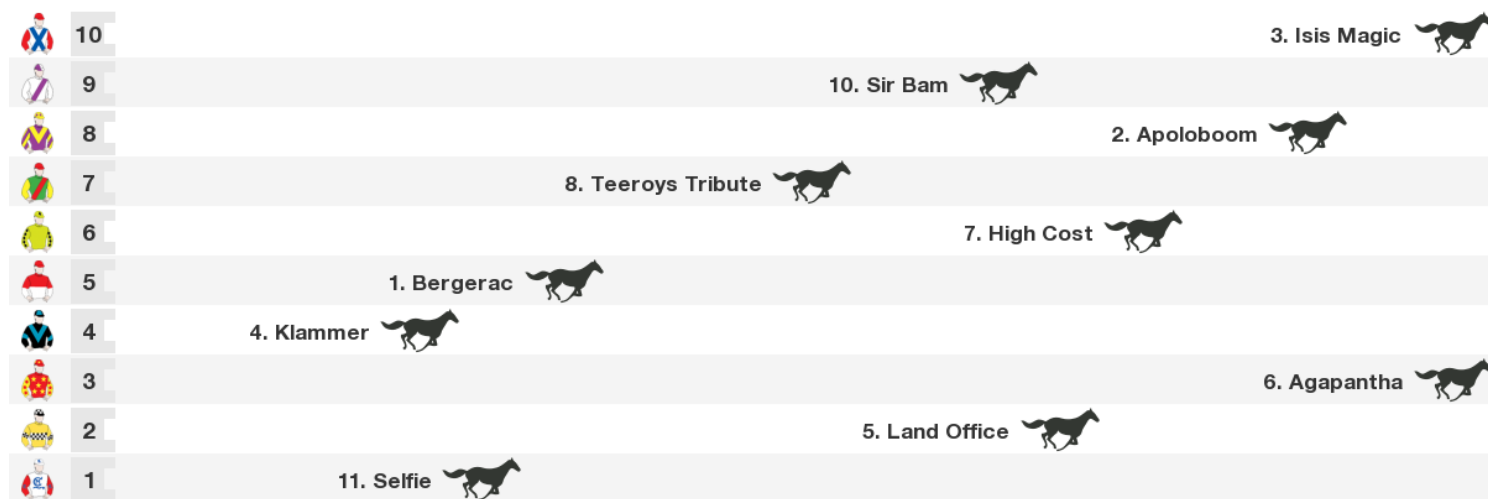 10 3. Isis Magic
9 10. Sir Bam
8 2. Apoloboom
7 8. Teeroys Tribute
6 7. High Cost
5 1. Bergerac
4 4. Klammer
3 6. Agapantha
2 5. Land Office
1 11. Selfie